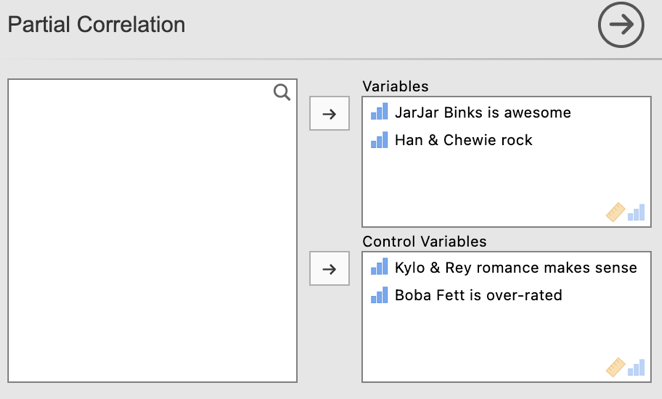 Partial Correlation
Variables
JarJar Binks is awesome
Han & Chewie rock
Control Variables
Kylo & Rey romance makes sense
Boba Fett is over-rated